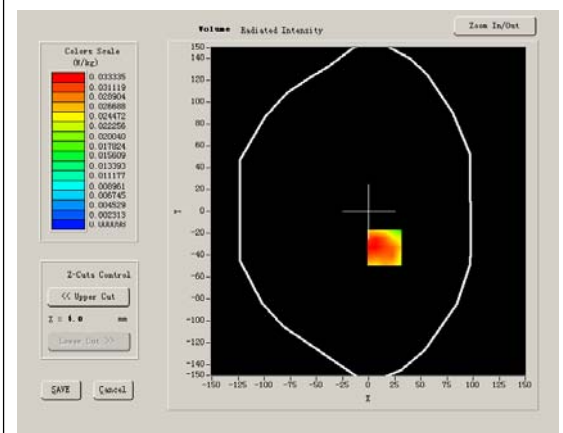 Volume Radiated Intensity
Zoom In/Out
Colors Scale
(W/kg)
0.033335
0.031119
0.028904
0.026688
0.024472
0.022256
0.020040
0.017824
0.015609
0.013393
0.011177
0.008961
0.006745
0.004529
0.002313
0.000098
150
140
120
100
80
60
40
20
0
-20
-40
-60
-80
-100
-120
-140
-150
Y
-150 -125 -100 -75 -50 -25 0 25 50 75 100 125 150
X
Z-Cuts Control
<< Upper Cut
Z = 4.0 mm
Lower Cut >>
SAVE
Cancel